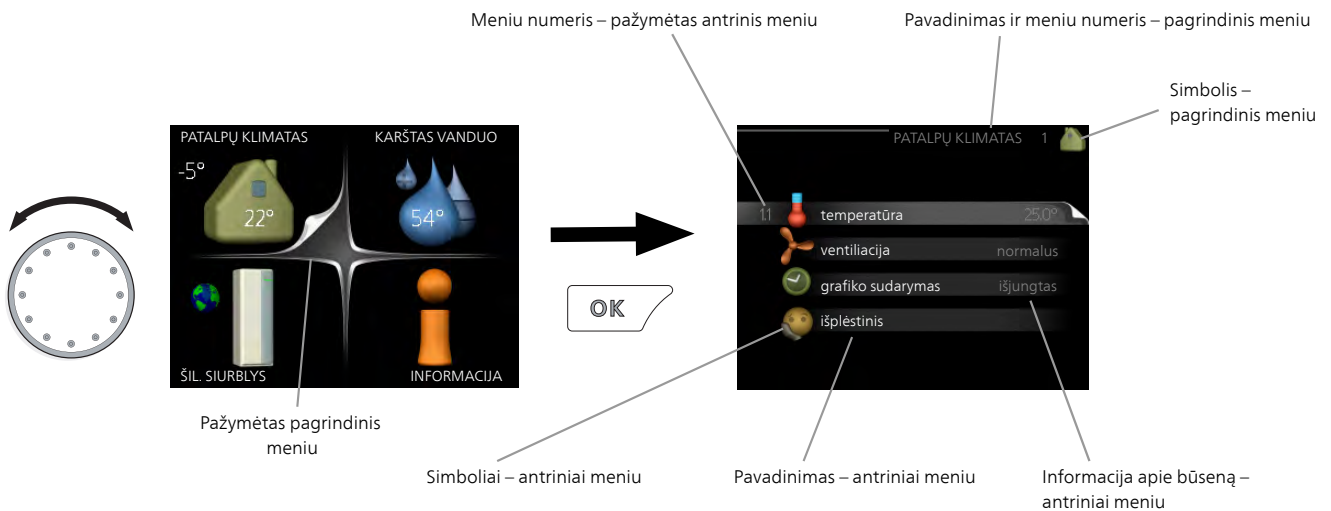 Meniu numeris – pažymėtas antrinis meniu
Pavadinimas ir meniu numeris – pagrindinis meniu
Simbolis –
pagrindinis meniu
PATALPŲ KLIMATAS
KARŠTAS VANDUO
-5°
22°
54°
ŠIL. SIURBLYS
INFORMACIJA
Pažymėtas pagrindinis
meniu
OK
PATALPŲ KLIMATAS 1
1.1 temperatūra 25.0°
ventiliacija normalus
grafiko sudarymas išjungtas
išplėstinis
Simboliai – antriniai meniu
Pavadinimas – antriniai meniu
Informacija apie būseną –
antriniai meniu